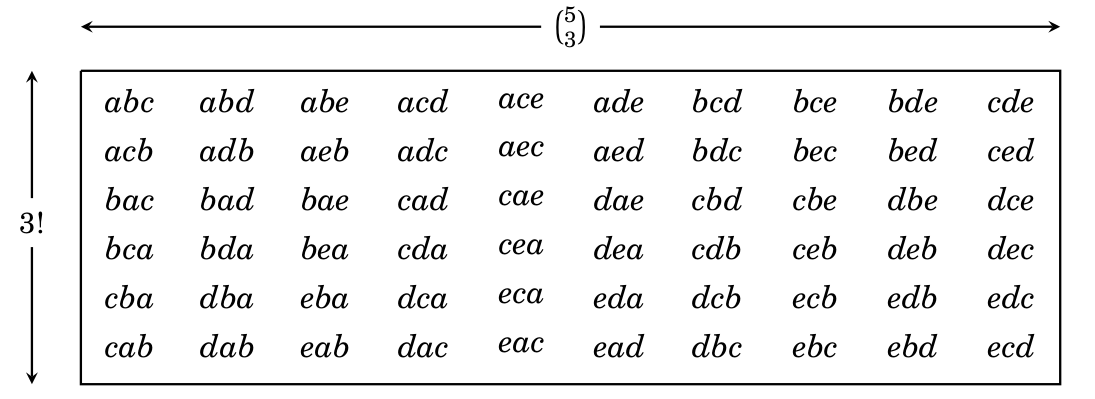 (5 3)
abc abd abe acd ace ade bcd bce bde cde
acb adb aeb adc aec aed bdc bec bed ced
bac bad bae cad cae dae cbd cbe dbe dce
3!
bca bda bea cda cea dea cdb ceb deb dec
cba dba eba dca eca eda dcb ecb edb edc
cab dab eab dac eac ead dbc ebc ebd ecd